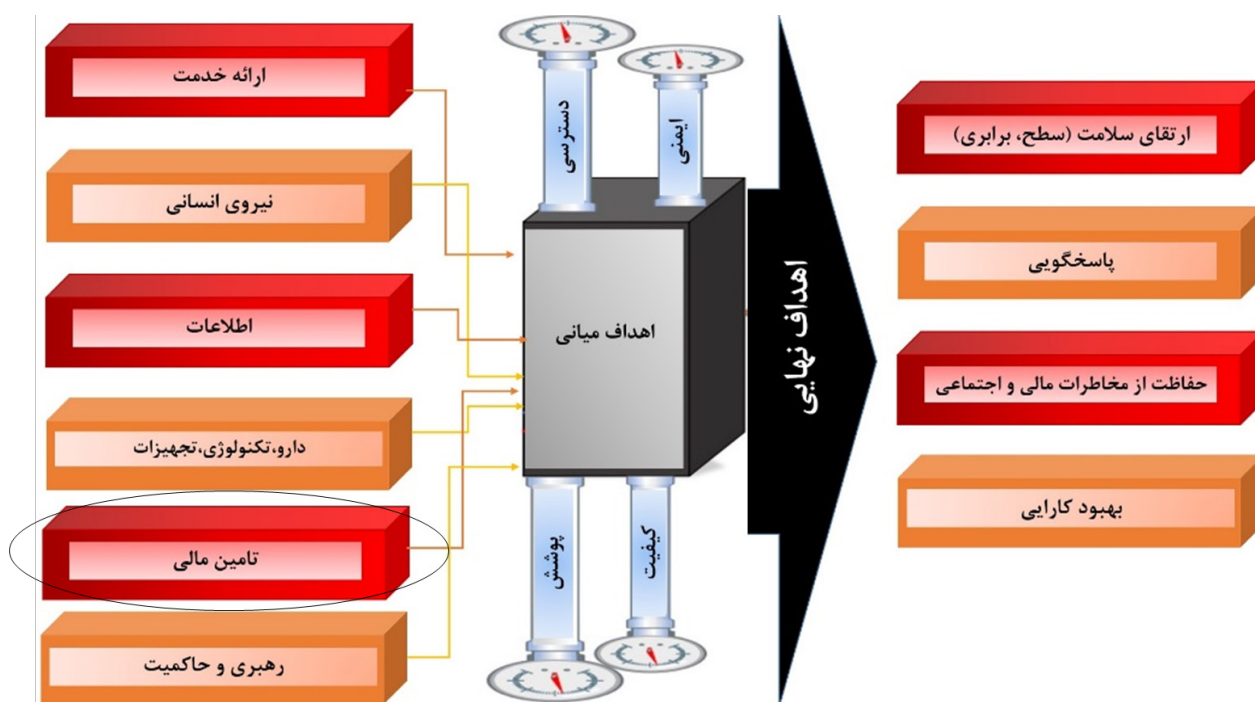 ارائه خدمت
نیروی انسانی
اطلاعات
دارو،تکنولوژی،تجهیزات
تامین مالی
رهبری و حاکمیت
دسترسی
ایمنی
اهداف میانی
پوشش
کیفیت
اهداف نهایی
ارتقای سلامت (سطح، برابری)
پاسخگویی
حفاظت از مخاطرات مالی و اجتماعی
بهبود کارایی